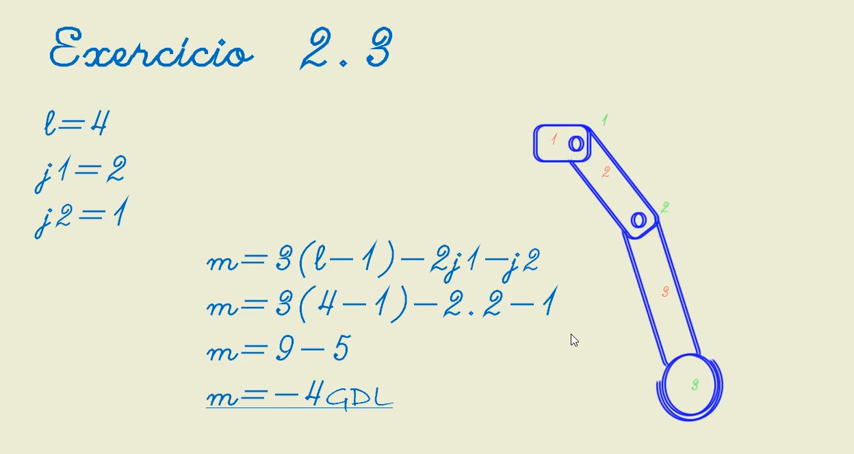 Exercício 2.3
l=4
j1=2
j2=1
m=3(l-1)-2j1-j2
m=3(4-1)-2.2-1
m=9-5
m=-4GDL
1
1
2
2
3
3